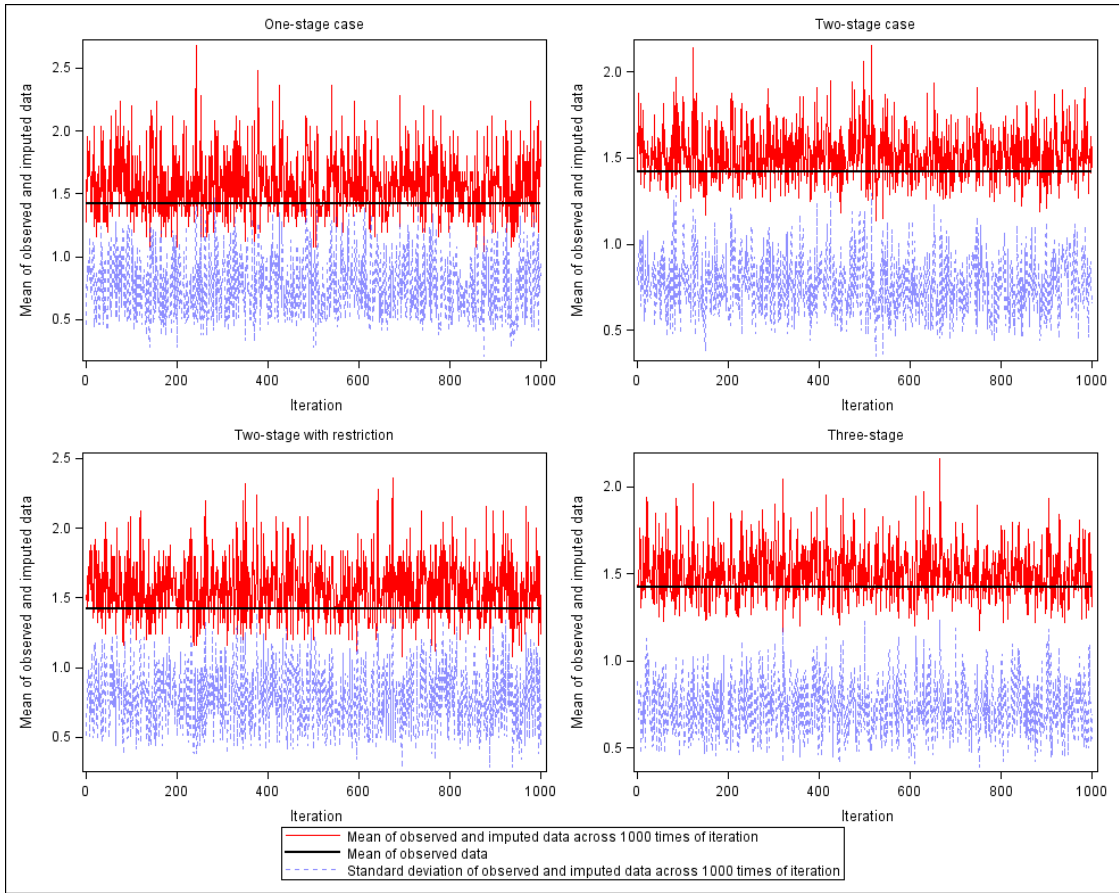 One-stage case
Mean of observed and imputed data
2.5
2.0
1.5
1.0
0.5
0 200 400 600 800 1000
Iteration
Two-stage case
Mean of observed and imputed data
2.0
1.5
1.0
0.5
0 200 400 600 800 1000
Iteration
Two-stage with restriction
Mean of observed and imputed data
2.5
2.0
1.5
1.0
0.5
0 200 400 600 800 1000
Iteration
Three-stage
Mean of observed and imputed data
2.0
1.5
1.0
0.5
0 200 400 600 800 1000
Iteration
Mean of observed and imputed data across 1000 times of iteration
Mean of observed data
Standard deviation of observed and imputed data across 1000 times of iteration